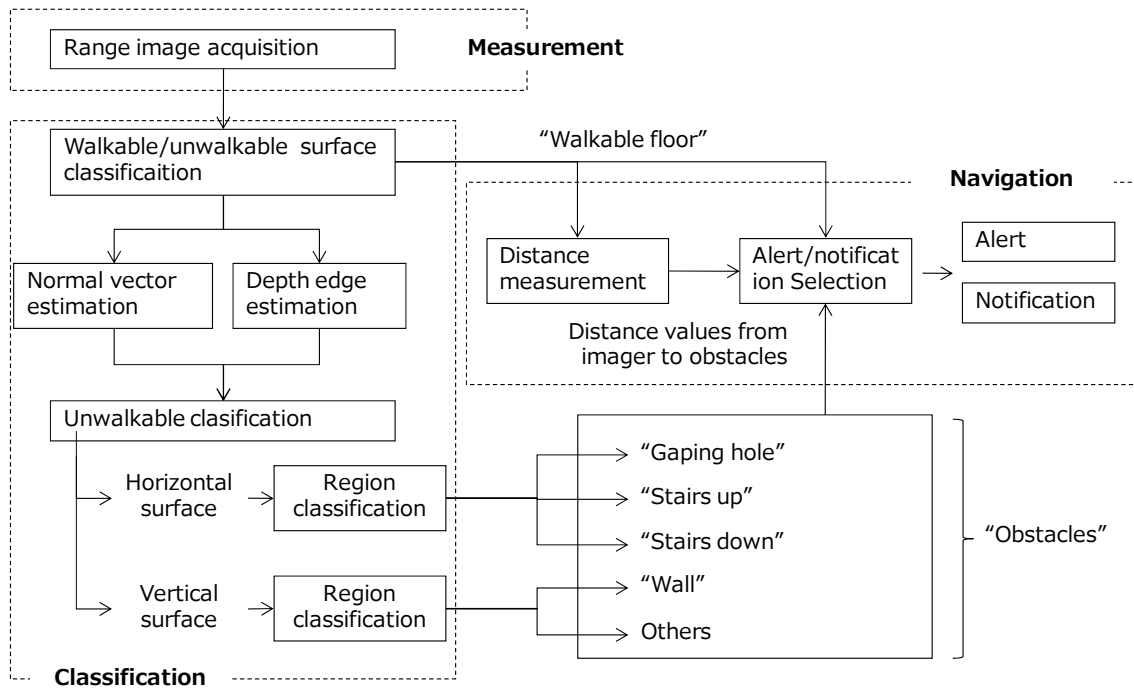 Range image acquisition
Measurement
Walkable/unwalkable surface
classificaition
“Walkable floor”
Navigation
Normal vector
estimation
Depth edge
estimation
Distance
measurement
Alert/notificat
ion Selection
Alert
Notification
Distance values from
imager to obstacles
Unwalkable clasification
Horizontal
surface
Region
classification
“Gaping hole”
“Stairs up”
“Stairs down”
“Obstacles”
Vertical
surface
Region
classification
“Wall”
Others
Classification